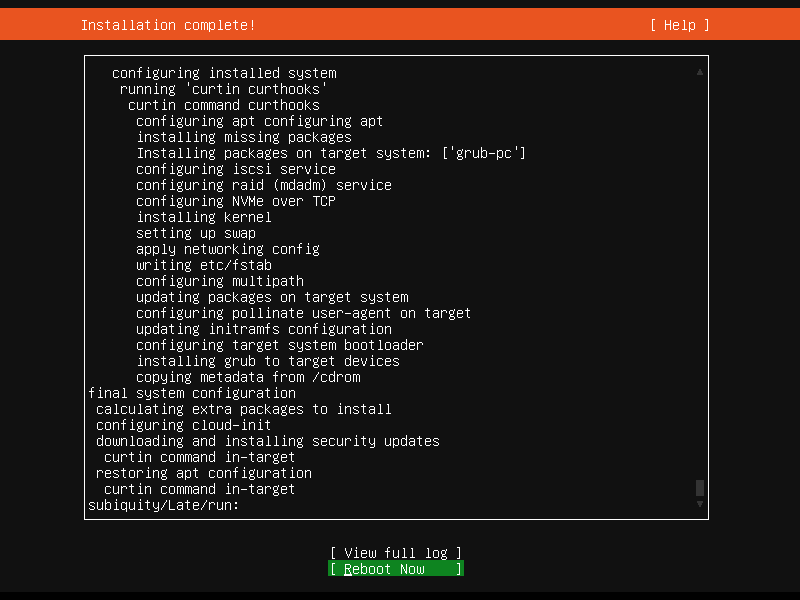 Installation complete! [ Help ]
configuring installed system
running 'curtin curthooks'
curtin command curthooks
configuring apt configuring apt
installing missing packages
Installing packages on target system: ['grub-pc']
configuring iscsi service
configuring raid (mdadm) service
configuring NVMe over TCP
installing kernel
setting up swap
apply networking config
writing etc/fstab
configuring multipath
updating packages on target system
configuring pollinate user-agent on target
updating initramfs configuration
configuring target system bootloader
installing grub to target devices
copying metadata from /cdrom
final system configuration
calculating extra packages to install
configuring cloud-init
downloading and installing security updates
curtin command in-target
restoring apt configuration
curtin command in-target
subiquity/Late/run:
[ View full log ]
[ Reboot Now ]